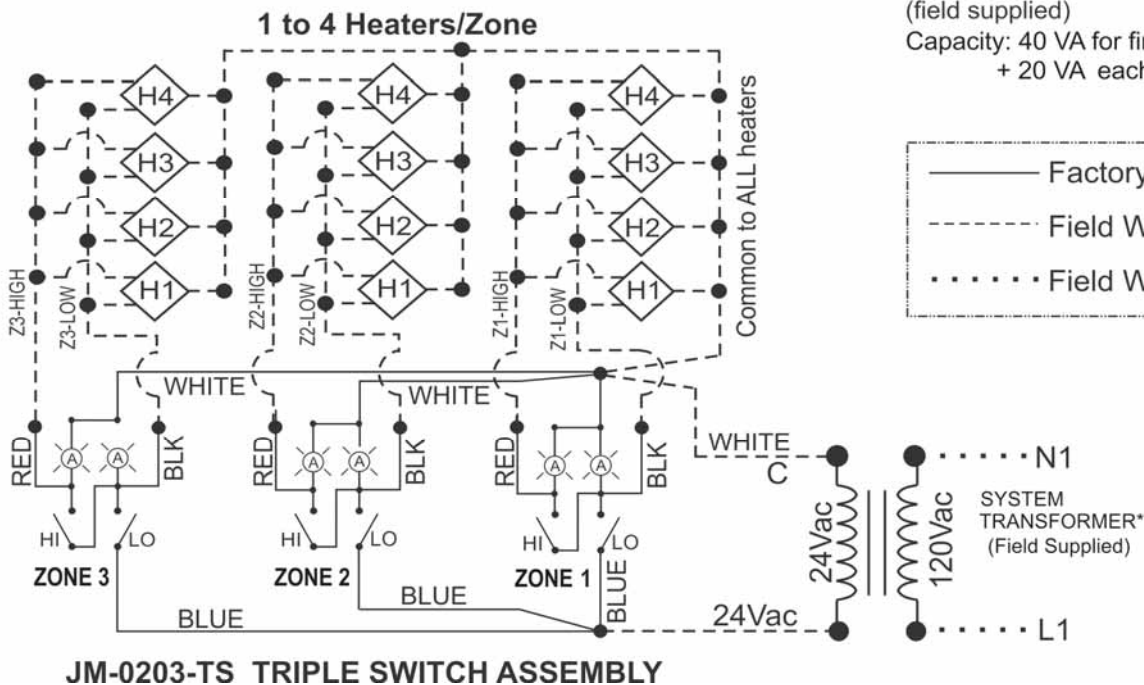 1 to 4 Heaters/Zone
(field supplied)
Capacity: 40 VA for
+ 20 VA each
H4
H4
H4
H3
H3
H3
H2
H2
H2
H1
H1
H1
Z3-HIGH
Z3-LOW
Z2-HIGH
Z2-LOW
Z1-HIGH
Z1-LOW
Common to ALL heaters
Factory
Field W
Field W
WHITE
WHITE
WHITE
C
RED
A
A
BLK
RED
A
A
BLK
RED
A
A
BLK
HI
LO
HI
LO
HI
LO
ZONE 3
ZONE 2
ZONE 1
BLUE
BLUE
BLUE
24Vac
24Vac
120Vac
N1
SYSTEM
TRANSFORMER*
(Field Supplied)
L1
JM-0203-TS TRIPLE SWITCH ASSEMBLY